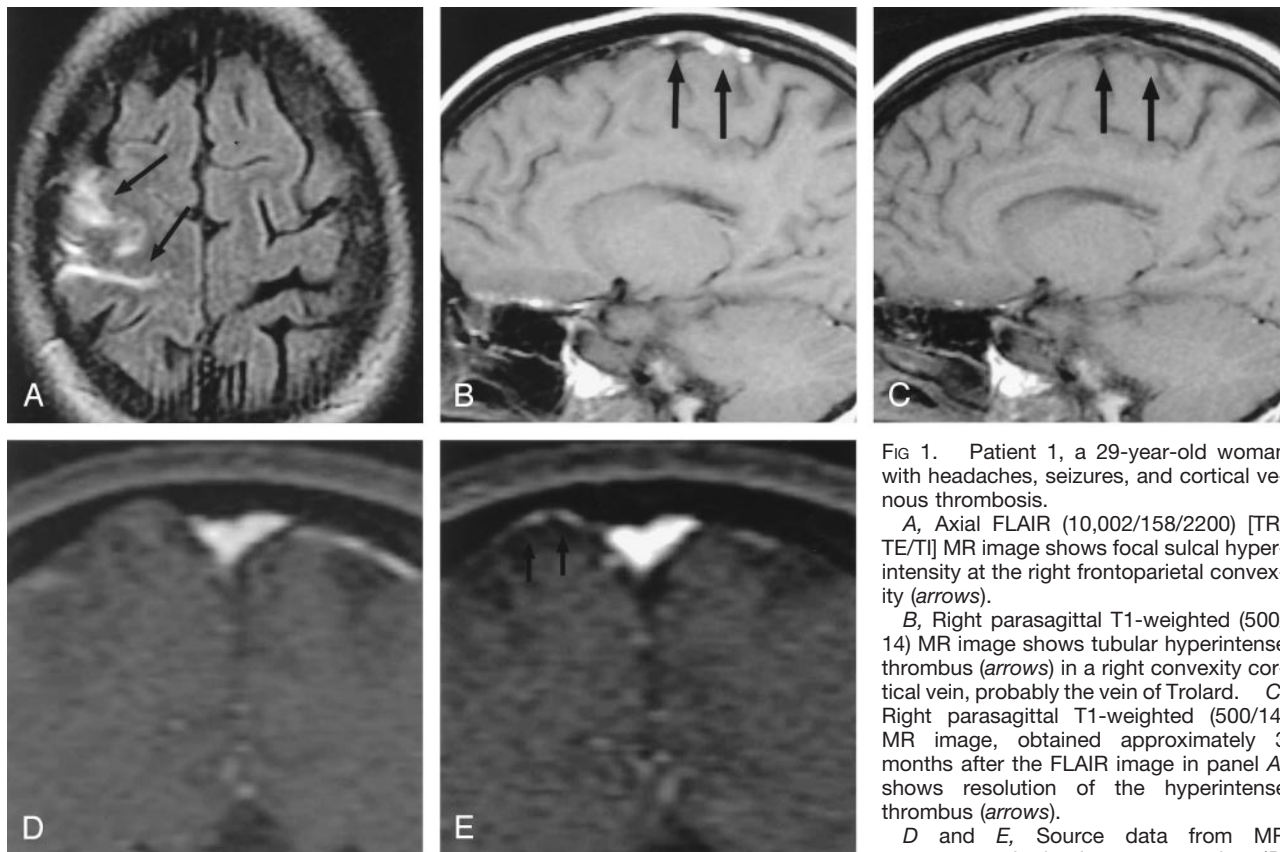 A
B
C
D
E
FIG 1. Patient 1, a 29-year-old woman
with headaches, seizures, and cortical ve-
nous thrombosis.
A, Axial FLAIR (10,002/158/2200) [TR/
TE/TI] MR image shows focal sulcal hyper-
intensity at the right frontoparietal convex-
ity (arrows).
B, Right parasagittal T1-weighted (500/
14) MR image shows tubular hyperintense
thrombus (arrows) in a right convexity cor-
tical vein, probably the vein of Trolard. C,
Right parasagittal T1-weighted (500/14)
MR image, obtained approximately 3
months after the FLAIR image in panel A,
shows resolution of the hyperintense
thrombus (arrows).
D and E, Source data from MR